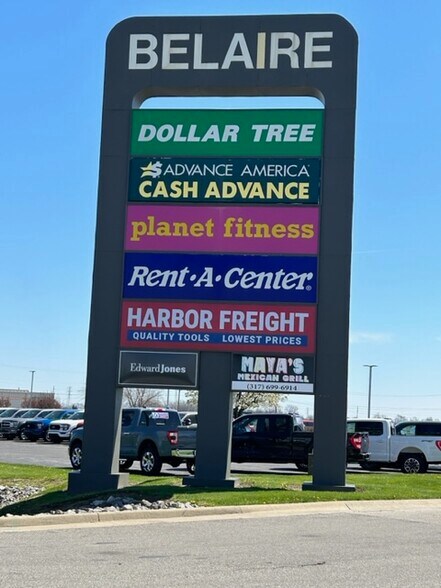 BELAIRE
DOLLAR TREE
ADVANCE AMERICA
CASH ADVANCE
planet fitness
Rent·A·Center
HARBOR FREIGHT
QUALITY TOOLS LOWEST PRICES
Edward Jones
MAYA'S
MEXICAN GRILL
(317) 699-6914